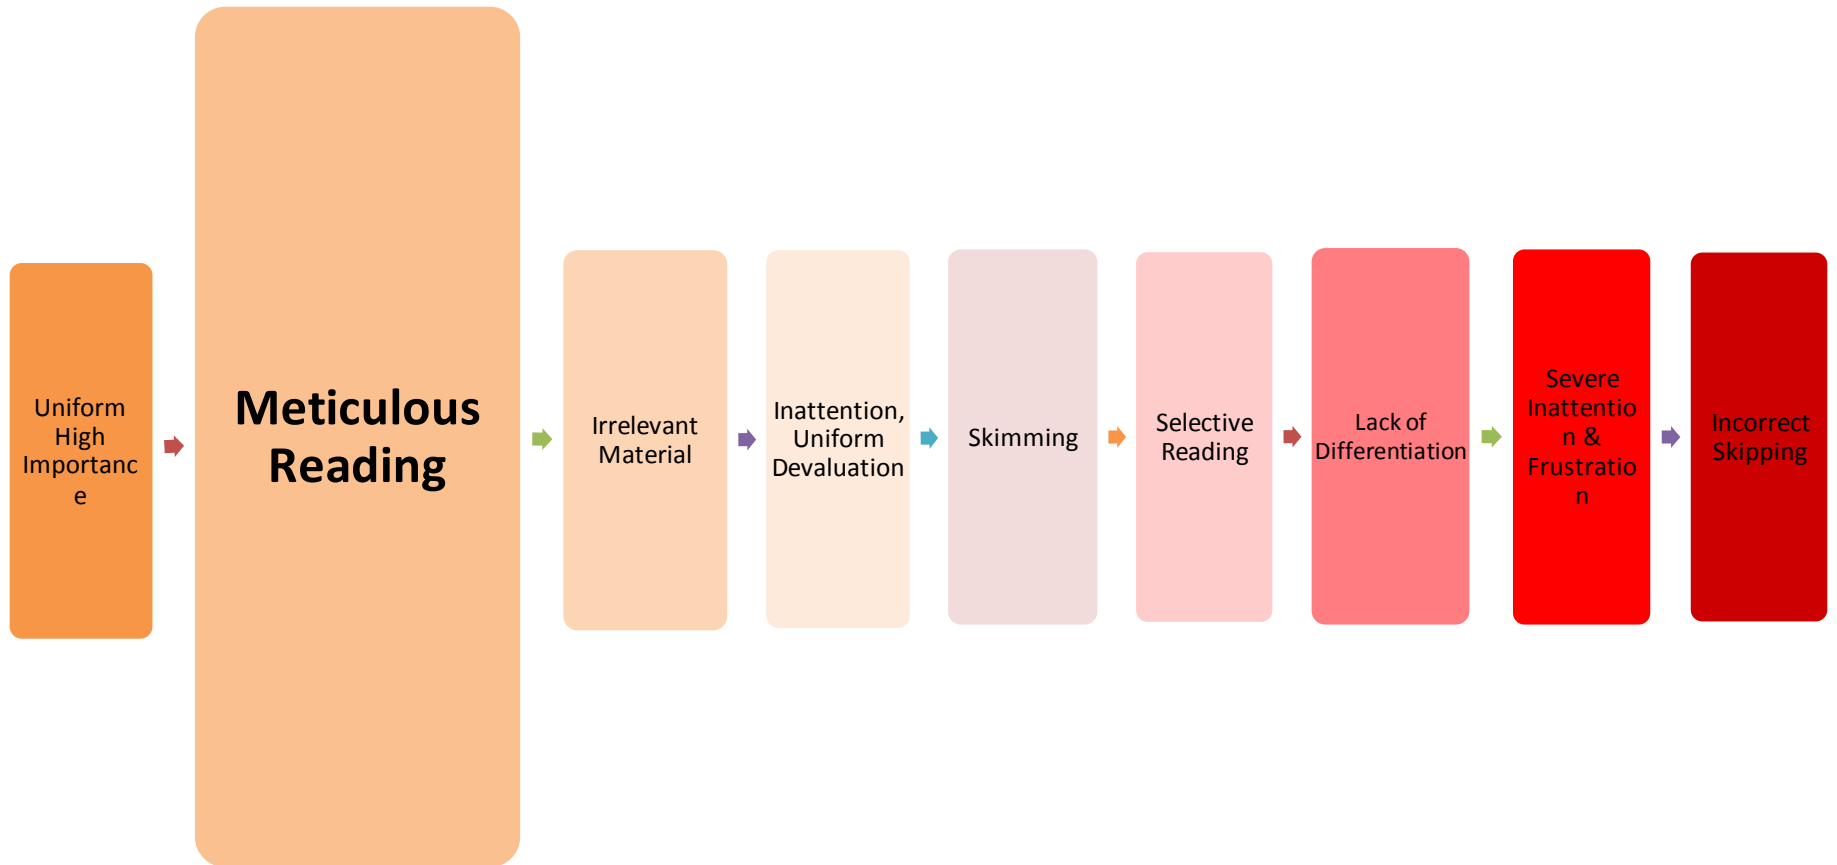 Uniform
High
Importanc
e
Meticulous
Reading
Irrelevant
Material
Inattention,
Uniform
Devaluation
Skimming
Selective
Reading
Lack of
Differentiation
Severe
Inattentio
n &
Frustratio
n
Incorrect
Skipping